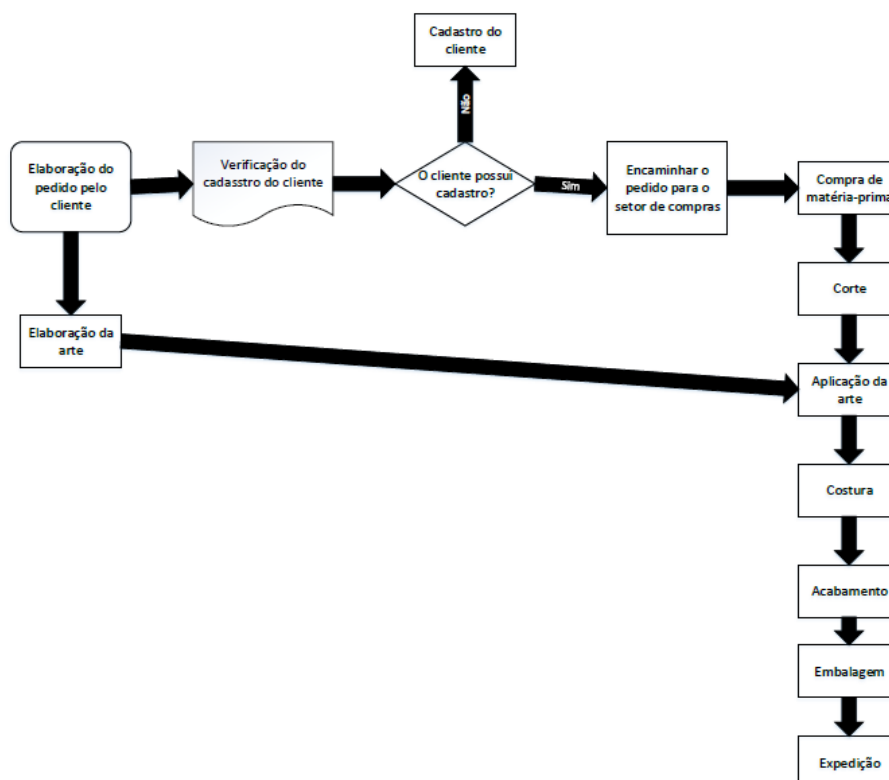 Cadastro do
cliente
Não
Elaboração do
pedido pelo
cliente
Verificação do
cadasstro do cliente
O cliente possui
cadastro?
Sim
Encaminhar o
pedido para o
setor de compras
Compra de
matéria-prima
Corte
Elaboração da
arte
Aplicação da
arte
Costura
Acabamento
Embalagem
Expedição